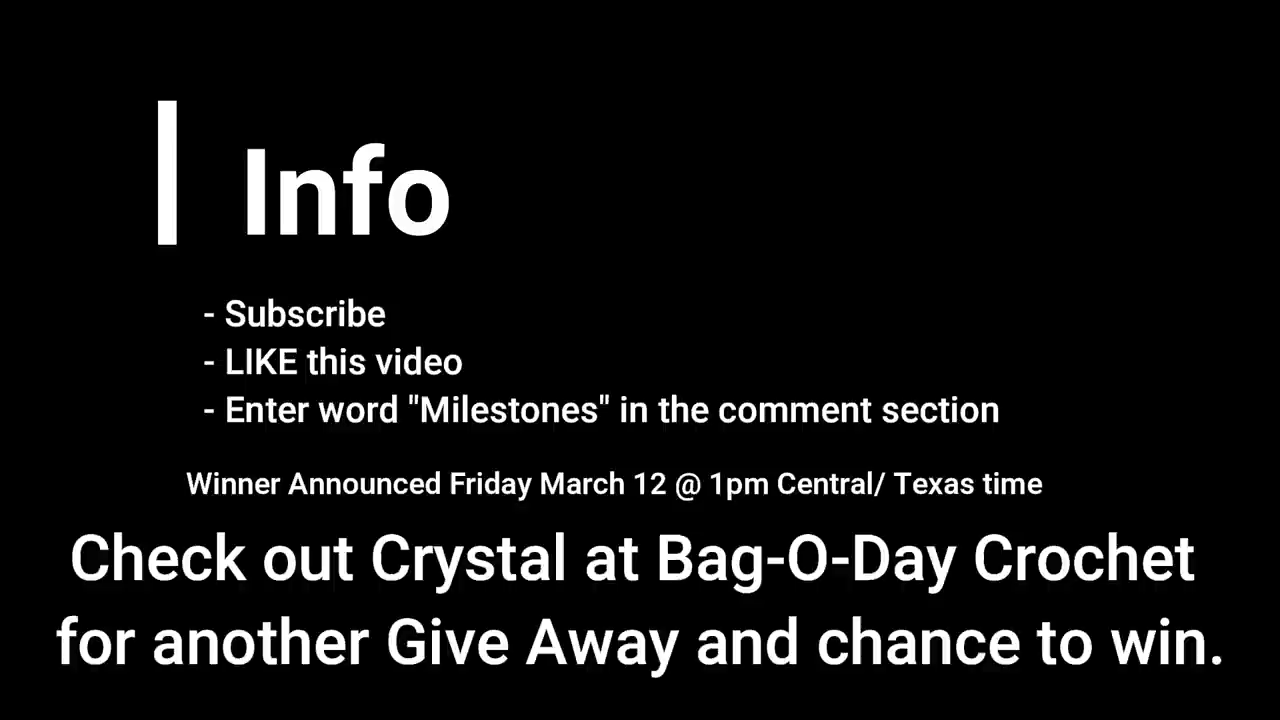 Info
- Subscribe
- LIKE this video
- Enter word "Milestones" in the comment section
Winner Announced Friday March 12 @ 1pm Central/ Texas time
Check out Crystal at Bag-O-Day Crochet
for another Give Away and chance to win.